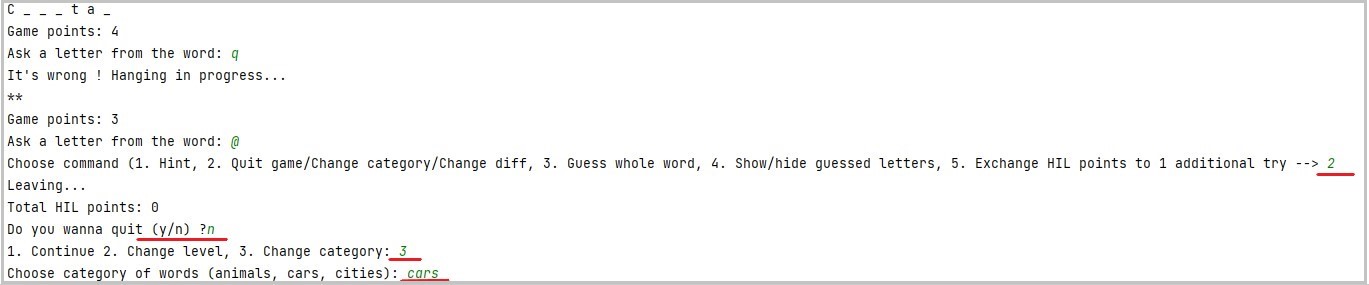 C _ _ _ t a _
Game points: 4
Ask a letter from the word: q
It's wrong ! Hanging in progress...
**
Game points: 3
Ask a letter from the word: @
Choose command (1. Hint, 2. Quit game/Change category/Change diff, 3. Guess whole word, 4. Show/hide guessed letters, 5. Exchange HIL points to 1 additional try --> 2
Leaving...
Total HIL points: 0
Do you wanna quit (y/n) ?n
1. Continue 2. Change level, 3. Change category: 3
Choose category of words (animals, cars, cities): cars